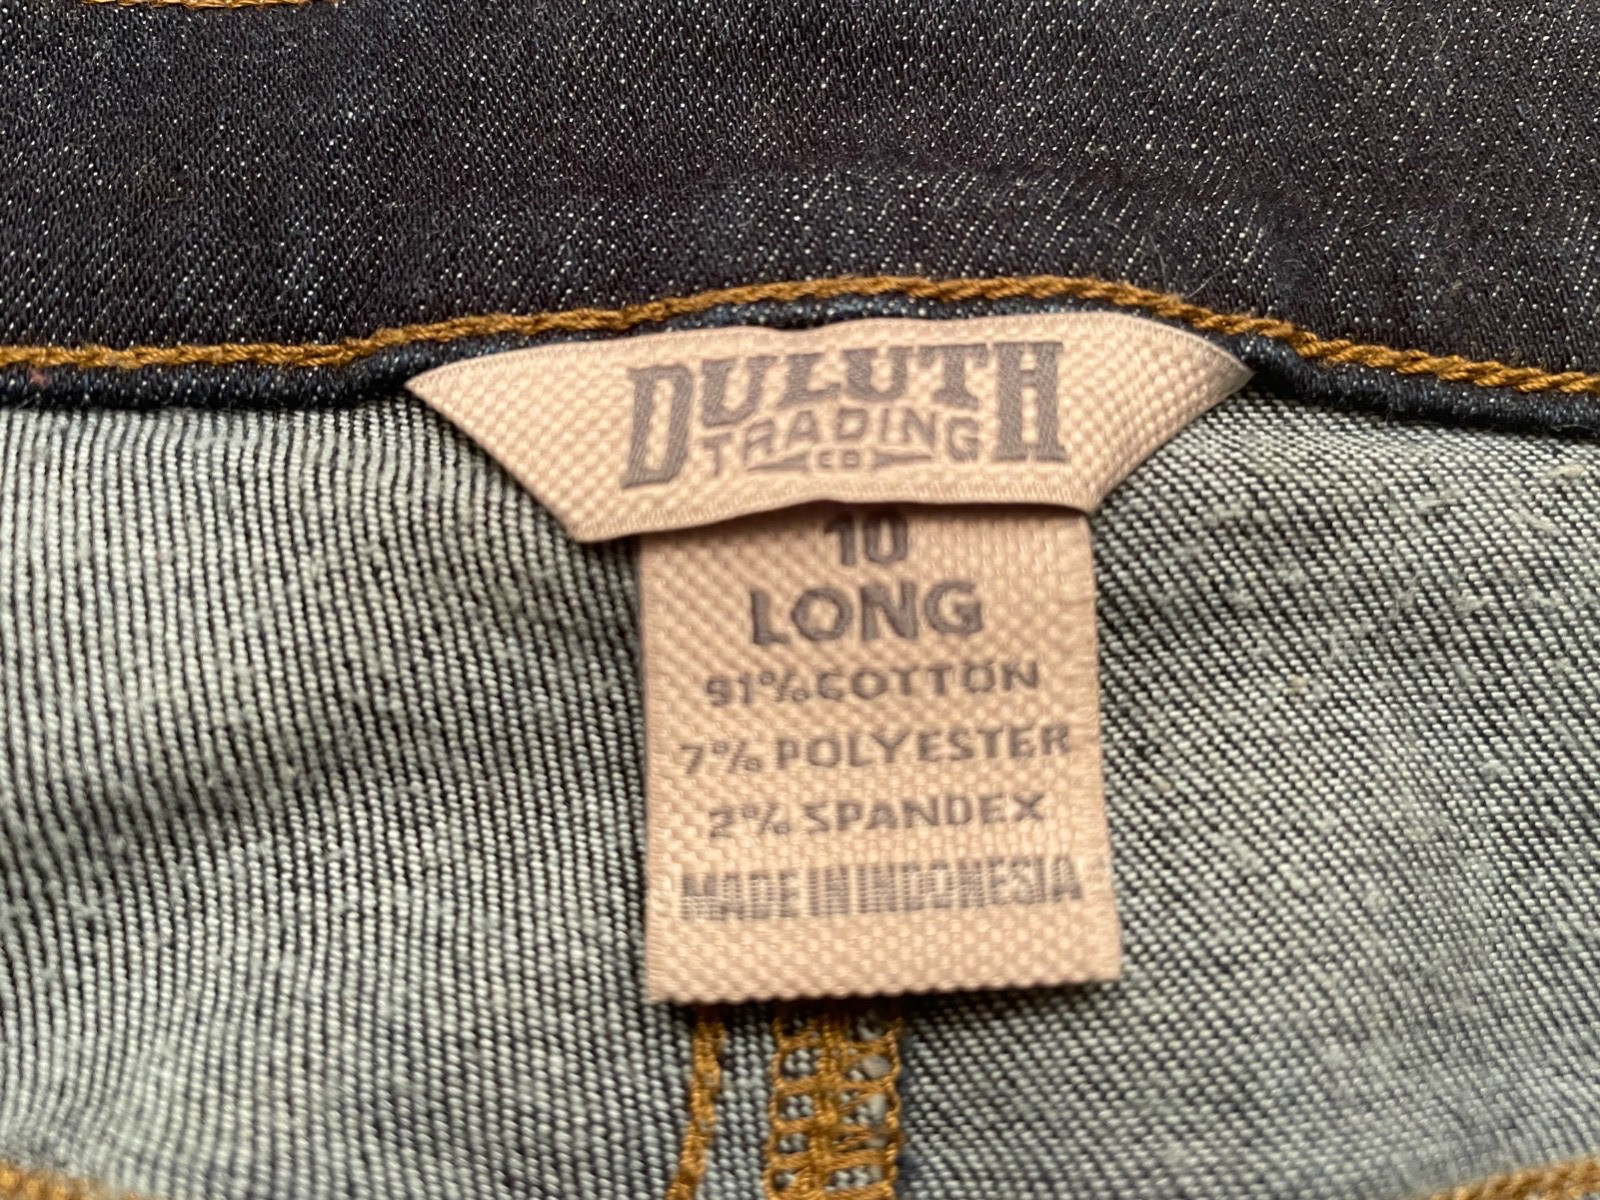 DULUTH
TRADING
CO
10
LONG
91% COTTON
7% POLYESTER
2% SPANDEX
MADE IN INDONESIA